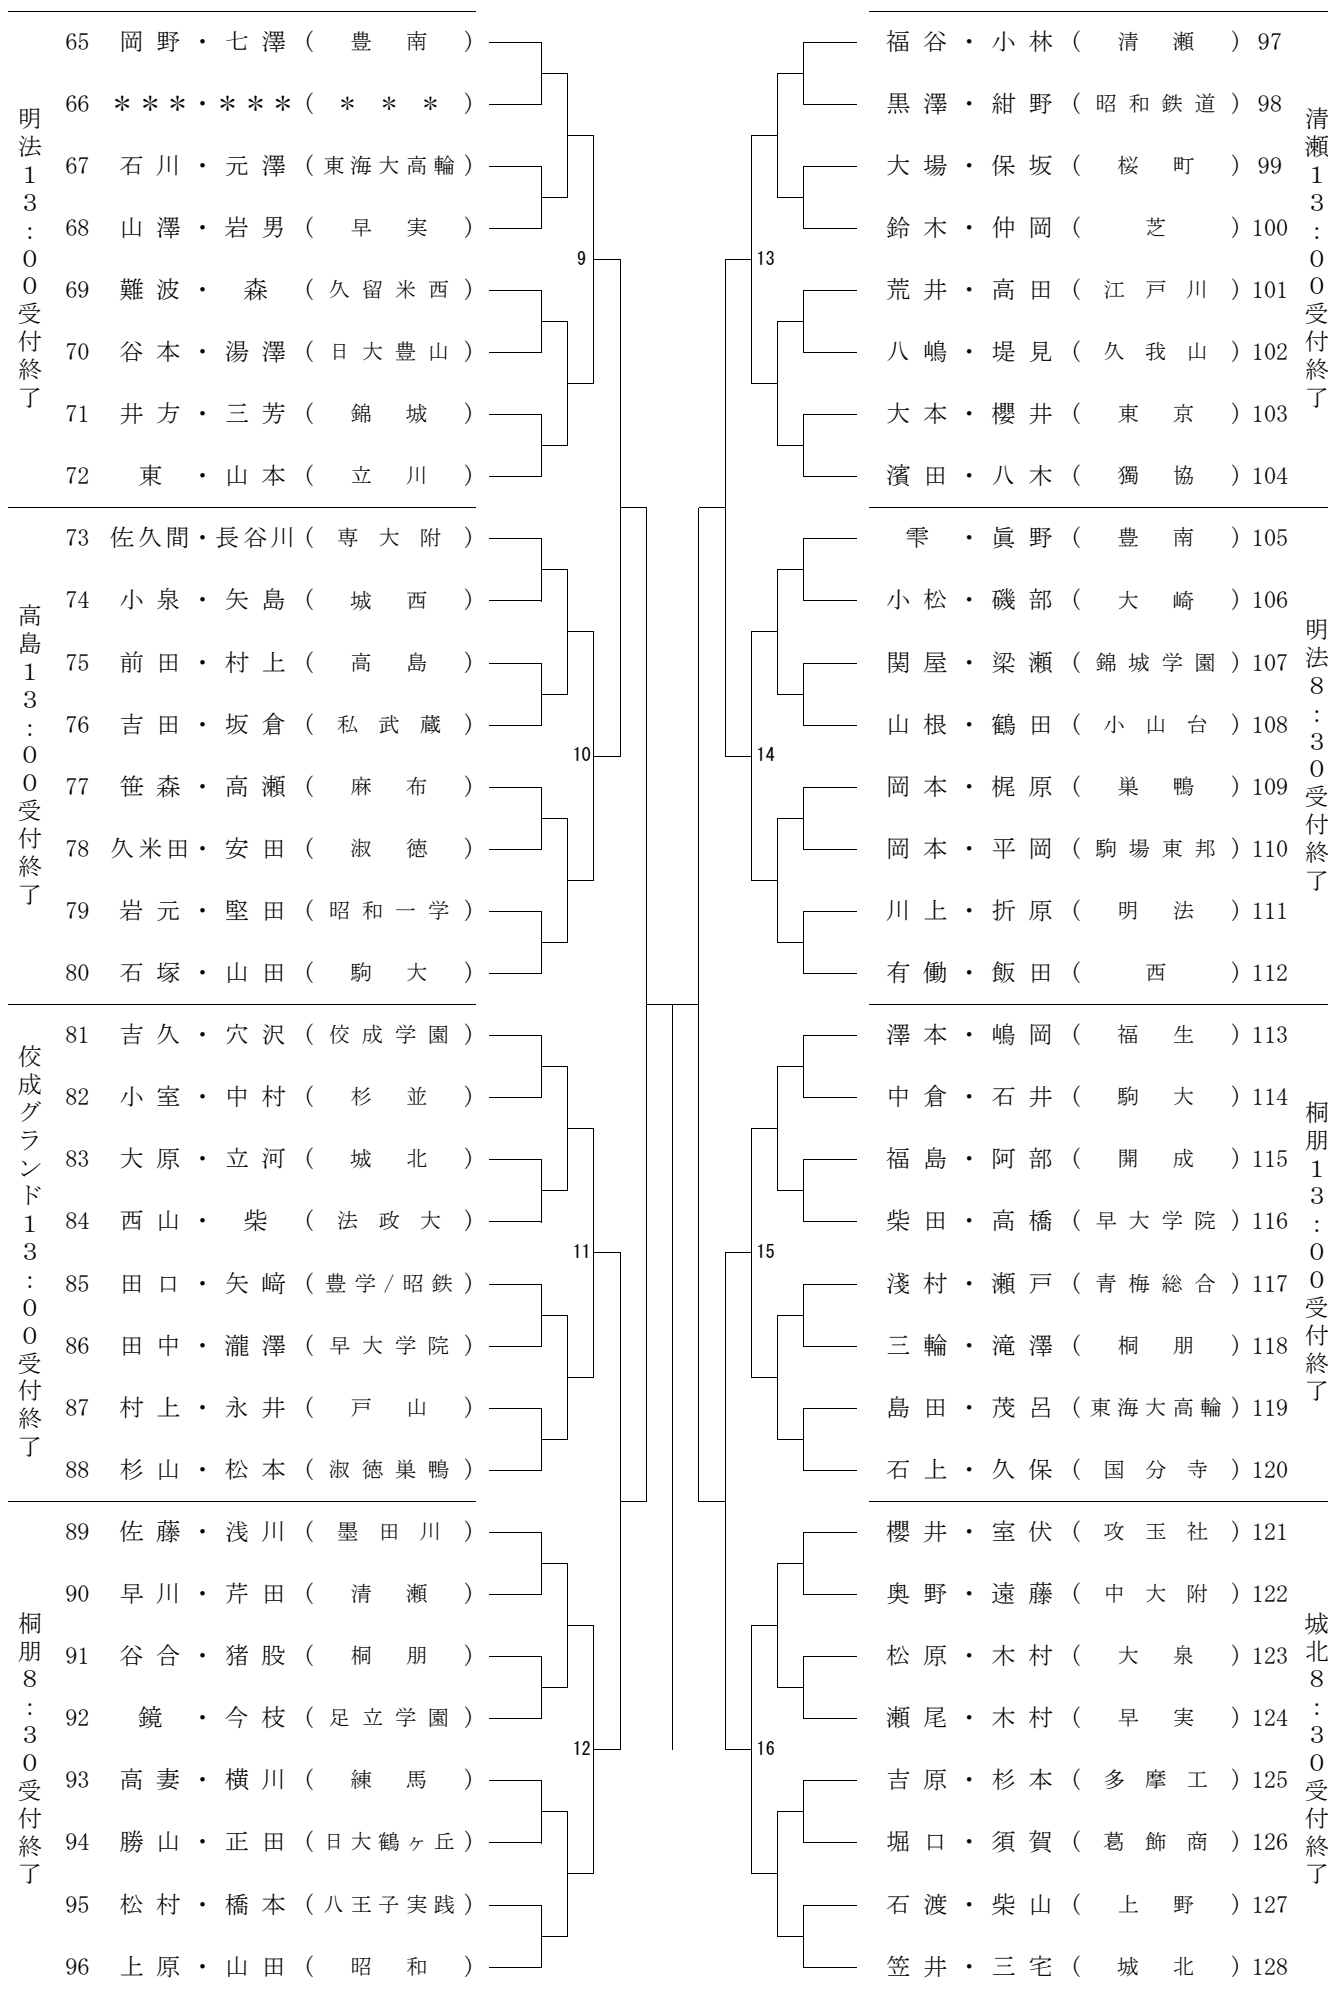 明法13:00受付終了
65 岡野・七澤（豊南）
66 ＊＊＊・＊＊＊（＊＊＊）
67 石川・元澤（東海大高輪）
68 山澤・岩男（早実）
9
69 難波・森（久留米西）
70 谷本・湯澤（日大豊山）
71 井方・三芳（錦城）
72 東・山本（立川）
高島13:00受付終了
73 佐久間・長谷川（専大附）
74 小泉・矢島（城西）
75 前田・村上（高島）
76 吉田・坂倉（私武蔵）
10
77 笹森・高瀬（麻布）
78 久米田・安田（淑徳）
79 岩元・堅田（昭和一学）
80 石塚・山田（駒大）
佼成グランド13:00受付終了
81 吉久・穴沢（佼成学園）
82 小室・中村（杉並）
83 大原・立河（城北）
84 西山・柴（法政大）
11
85 田口・矢﨑（豊学/昭鉄）
86 田中・瀧澤（早大学院）
87 村上・永井（戸山）
88 杉山・松本（淑徳巣鴨）
桐朋8:30受付終了
89 佐藤・浅川（墨田川）
90 早川・芹田（清瀬）
91 谷合・猪股（桐朋）
92 鏡・今枝（足立学園）
12
93 高妻・横川（練馬）
94 勝山・正田（日大鶴ヶ丘）
95 松村・橋本（八王子実践）
96 上原・山田（昭和）
福谷・小林（清瀬）97
黒澤・紺野（昭和鉄道）98
大場・保坂（桜町）99
鈴木・仲岡（芝）100
13
荒井・高田（江戸川）101
八嶋・堤見（久我山）102
大本・櫻井（東京）103
濱田・八木（獨協）104
清瀬13:00受付終了
雫・眞野（豊南）105
小松・磯部（大崎）106
関屋・梁瀬（錦城学園）107
山根・鶴田（小山台）108
14
岡本・梶原（巣鴨）109
岡本・平岡（駒場東邦）110
川上・折原（明法）111
有働・飯田（西）112
明法8:30受付終了
澤本・嶋岡（福生）113
中倉・石井（駒大）114
福島・阿部（開成）115
柴田・高橋（早大学院）116
15
淺村・瀬戸（青梅総合）117
三輪・滝澤（桐朋）118
島田・茂呂（東海大高輪）119
石上・久保（国分寺）120
桐朋13:00受付終了
櫻井・室伏（攻玉社）121
奥野・遠藤（中大附）122
松原・木村（大泉）123
瀬尾・木村（早実）124
16
吉原・杉本（多摩工）125
堀口・須賀（葛飾商）126
石渡・柴山（上野）127
笠井・三宅（城北）128
城北8:30受付終了